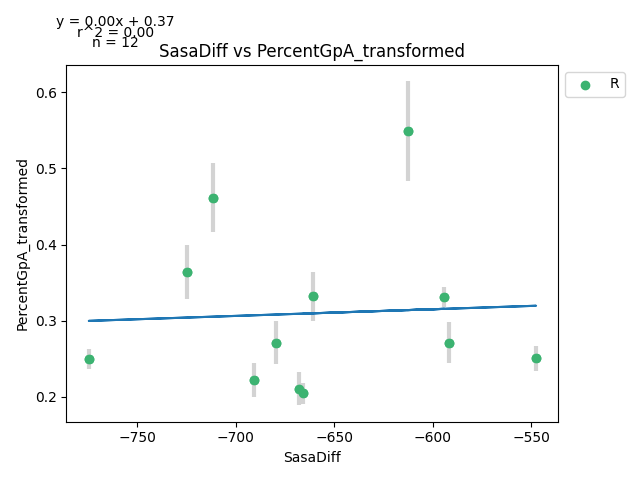 y = 0.00x + 0.37
r^2 = 0.00
n = 12
SasaDiff vs PercentGpA_transformed
R
PercentGpA_transformed
0.6
0.5
0.4
0.3
0.2
−750
−700
−650
−600
−550
SasaDiff